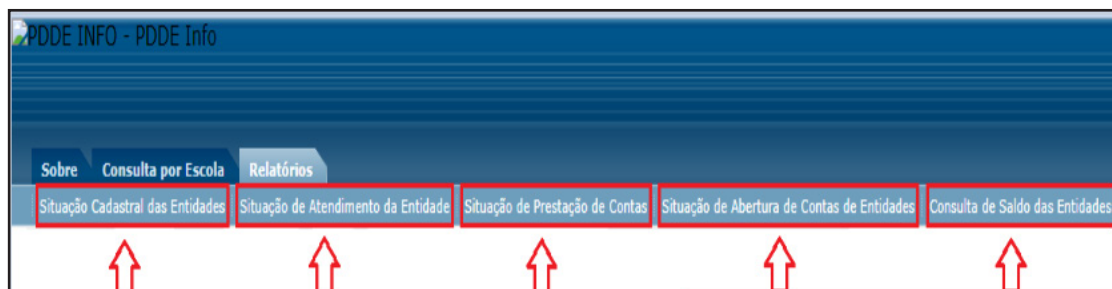 PDDE INFO - PDDE Info
Sobre Consulta por Escola Relatórios
Situação Cadastral das Entidades Situação de Atendimento da Entidade Situação de Prestação de Contas Situação de Abertura de Contas de Entidades Consulta de Saldo das Entidades